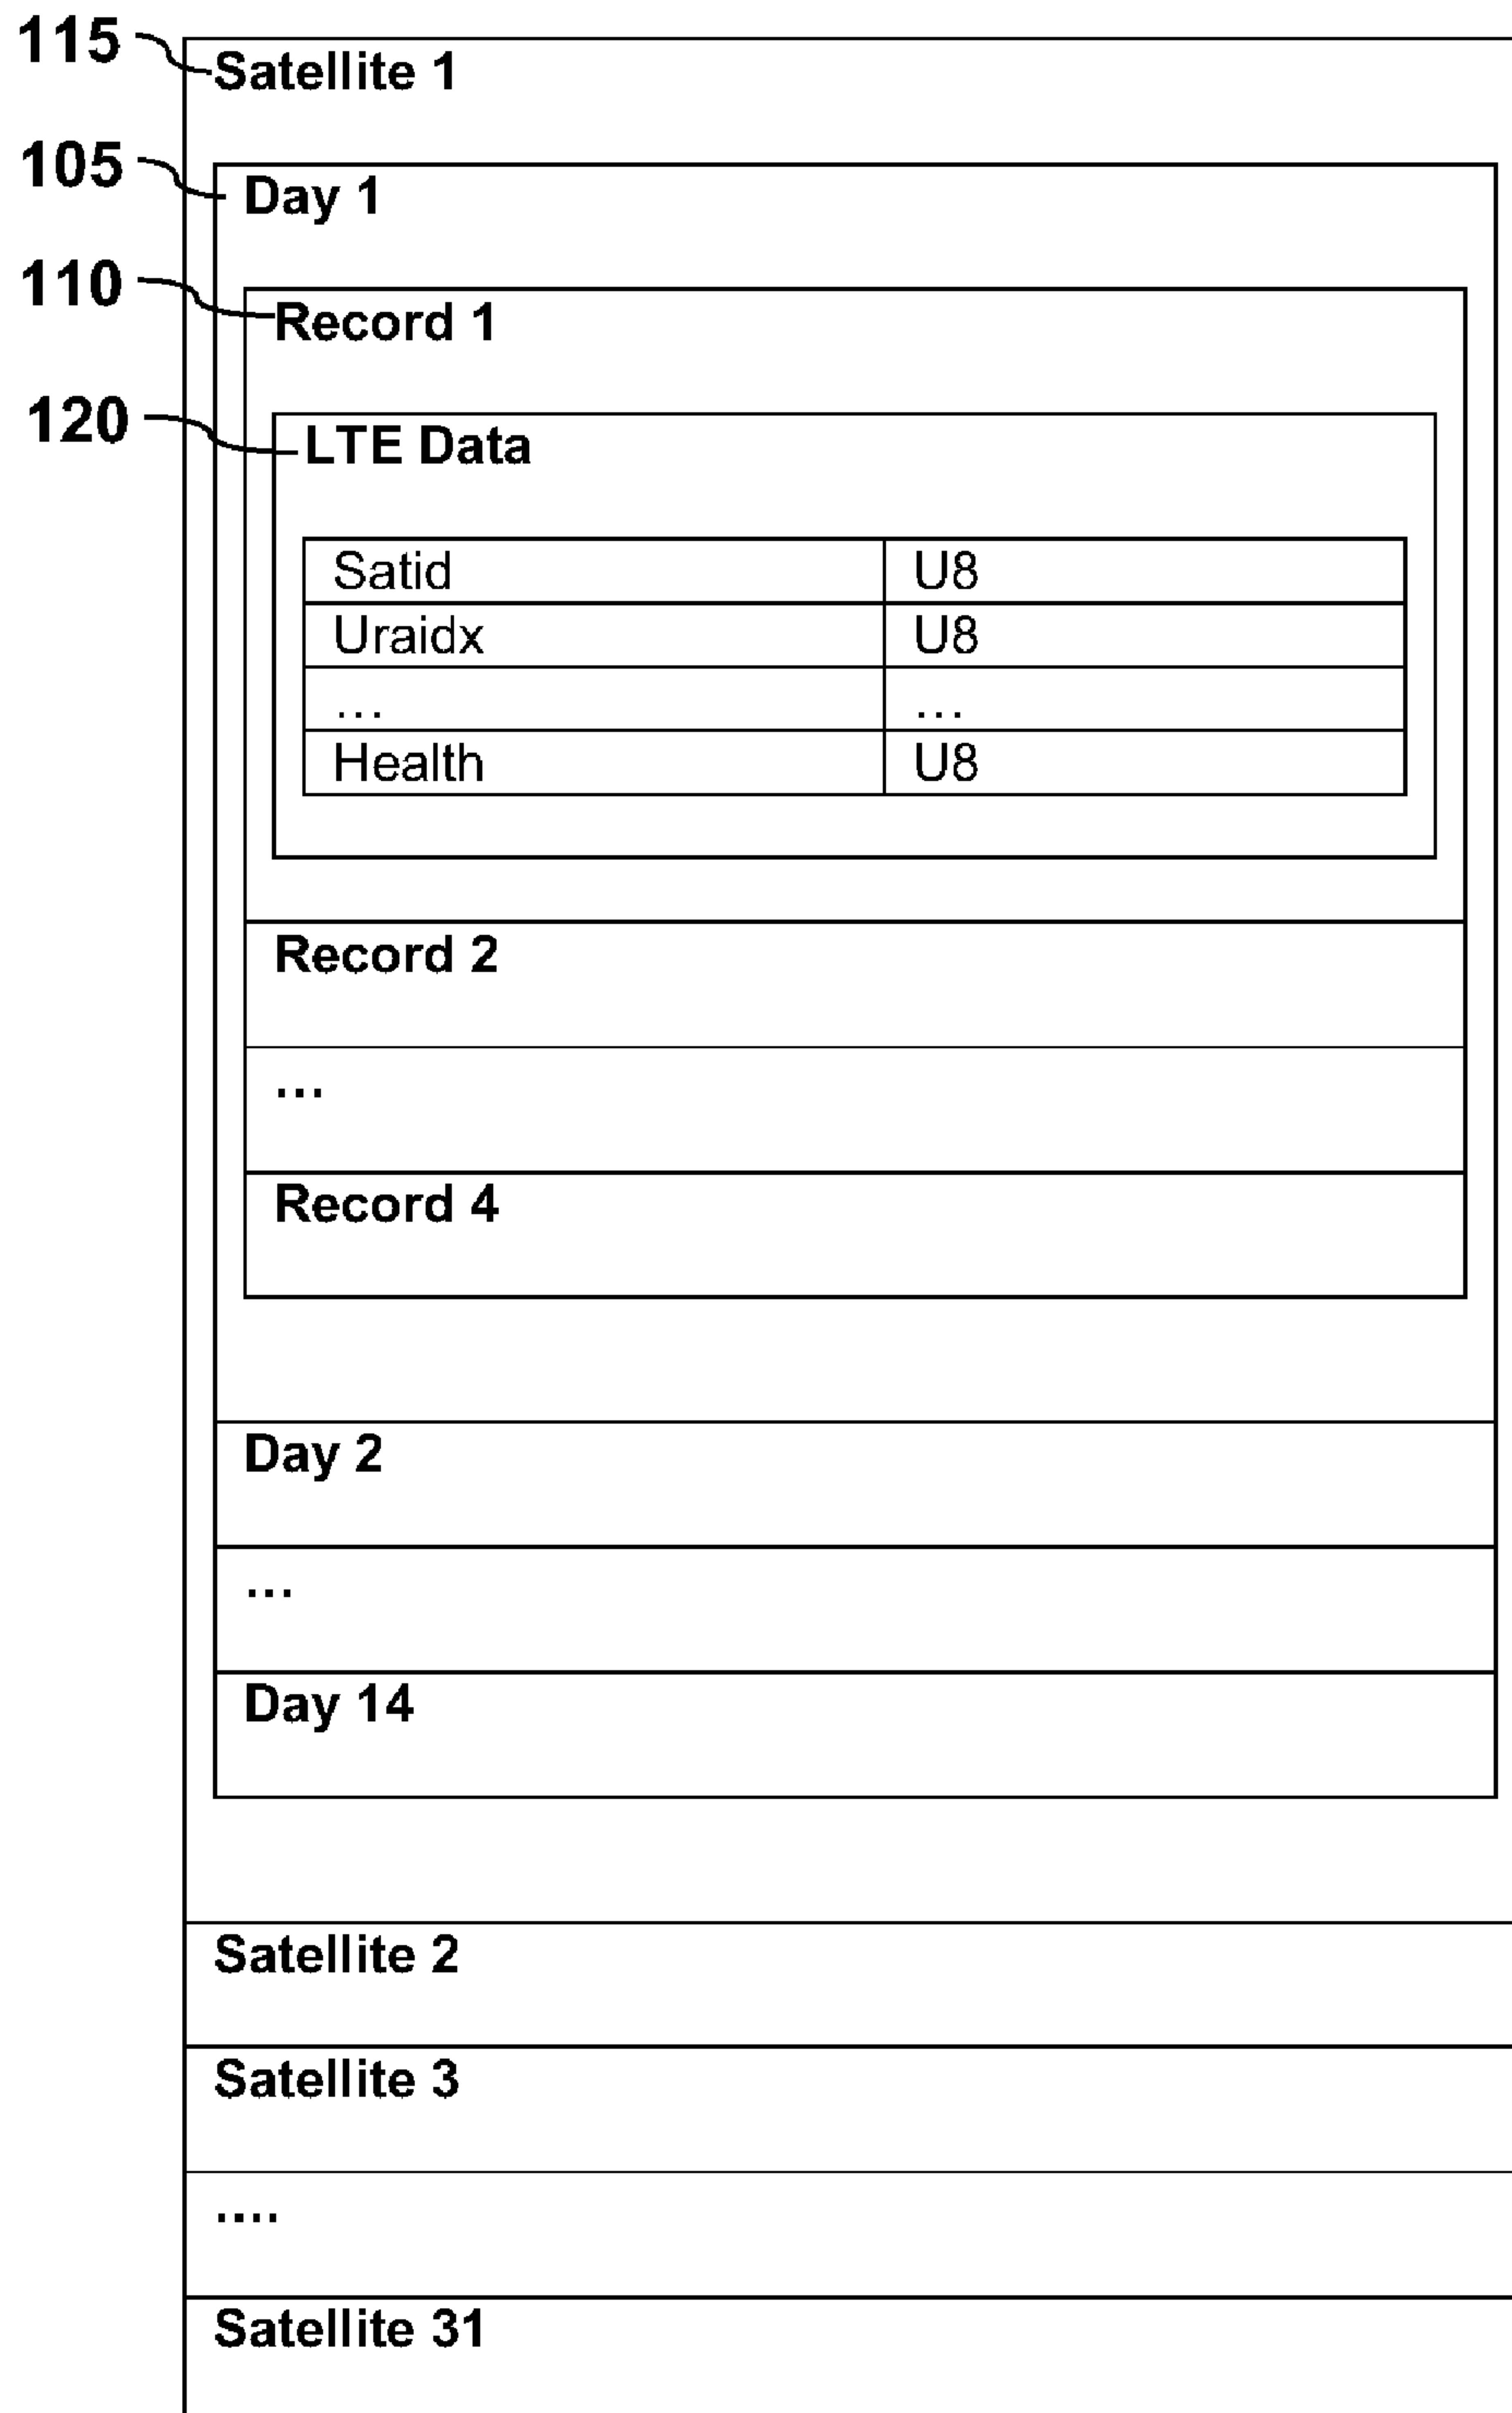 115 Satellite 1
105 Day 1
110 Record 1
120 LTE Data
Satid U8
Uraidx U8
... ...
Health U8
Record 2
...
Record 4
Day 2
...
Day 14
Satellite 2
Satellite 3
....
Satellite 31